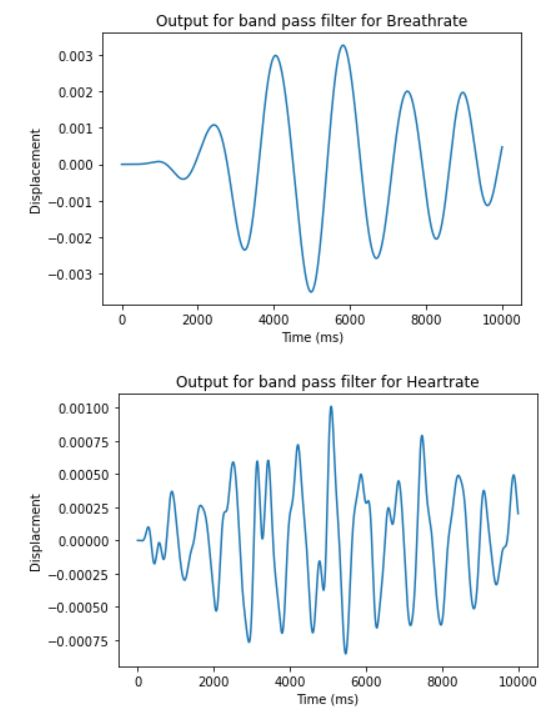 Output for band pass filter for Breathrate
0.003
0.002
0.001
0.000
−0.001
−0.002
−0.003
Displacement
0 2000 4000 6000 8000 10000
Time (ms)
Output for band pass filter for Heartrate
0.00100
0.00075
0.00050
0.00025
0.00000
−0.00025
−0.00050
−0.00075
Displacment
0 2000 4000 6000 8000 10000
Time (ms)